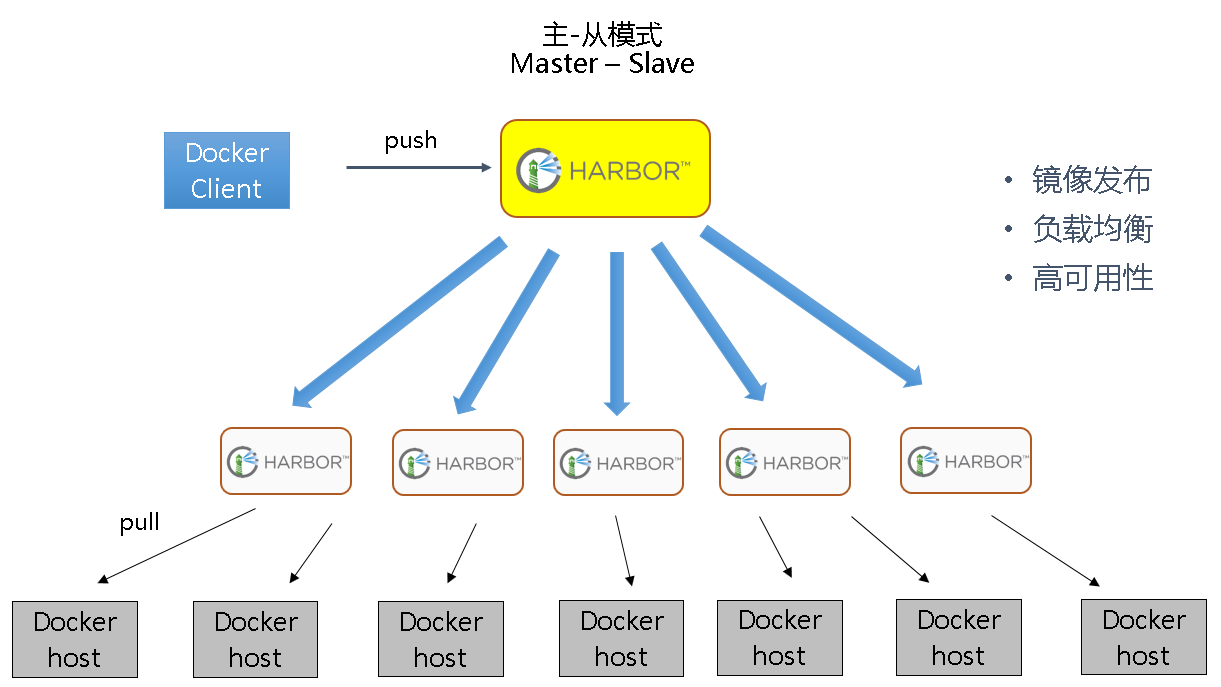 主-从模式
Master – Slave
Docker
Client
push
HARBOR™
• 镜像发布
• 负载均衡
• 高可用性
HARBOR™
HARBOR™
HARBOR™
HARBOR™
HARBOR™
pull
Docker
host
Docker
host
Docker
host
Docker
host
Docker
host
Docker
host
Docker
host